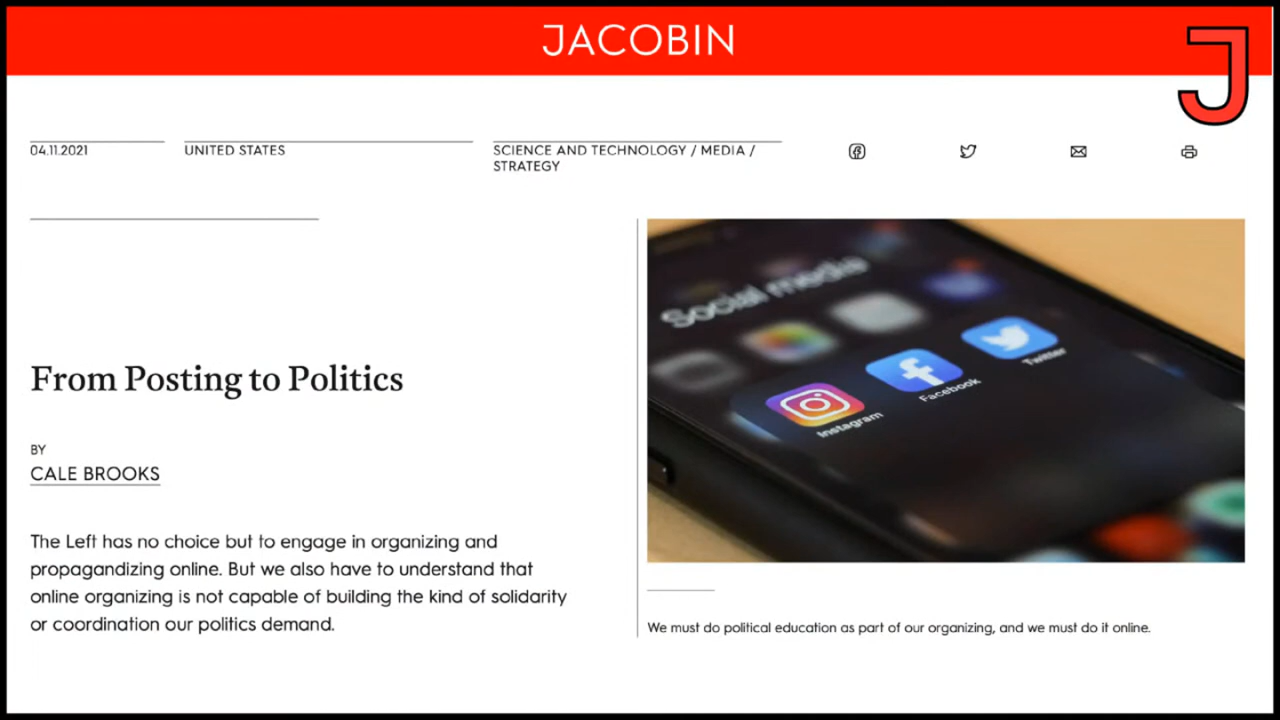 JACOBIN
J
04.11.2021
UNITED STATES
SCIENCE AND TECHNOLOGY / MEDIA /
STRATEGY
From Posting to Politics
BY
CALE BROOKS
The Left has no choice but to engage in organizing and
propagandizing online. But we also have to understand that
online organizing is not capable of building the kind of solidarity
or coordination our politics demand.
Social media
Instagram
Facebook
Twitter
We must do political education as part of our organizing, and we must do it online.